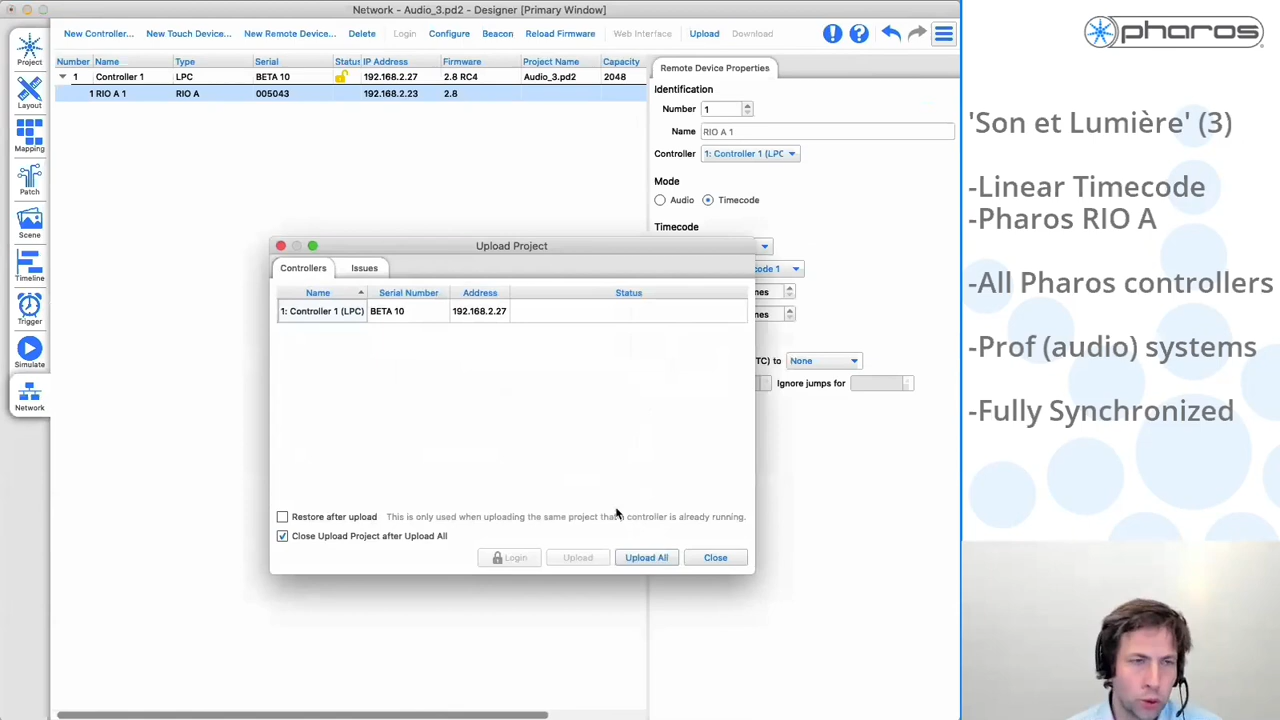 Network - Audio_3.pd2 - Designer [Primary Window]
New Controller... New Touch Device... New Remote Device... Delete Login Configure Beacon Reload Firmware Web Interface Upload Download
Project
Layout
Mapping
Patch
Scene
Timeline
Trigger
Simulate
Network
Number Name Type Serial Status IP Address Firmware Project Name Capacity
1 Controller 1 LPC BETA 10 192.168.2.27 2.8 RC4 Audio_3.pd2 2048
1 RIO A 1 RIO A 005043 192.168.2.23 2.8
Remote Device Properties
Identification
Number 1
Name RIO A 1
Controller 1: Controller 1 (LPC
Mode
Audio Timecode
Timecode
code 1
mes
mes
TC) to None
Ignore jumps for
Upload Project
Controllers Issues
Name Serial Number Address Status
1: Controller 1 (LPC) BETA 10 192.168.2.27
Restore after upload This is only used when uploading the same project that controller is already running.
Close Upload Project after Upload All
Login Upload Upload All Close
pharos
'Son et Lumière' (3)
-Linear Timecode
-Pharos RIO A
-All Pharos controllers
-Prof (audio) systems
-Fully Synchronized